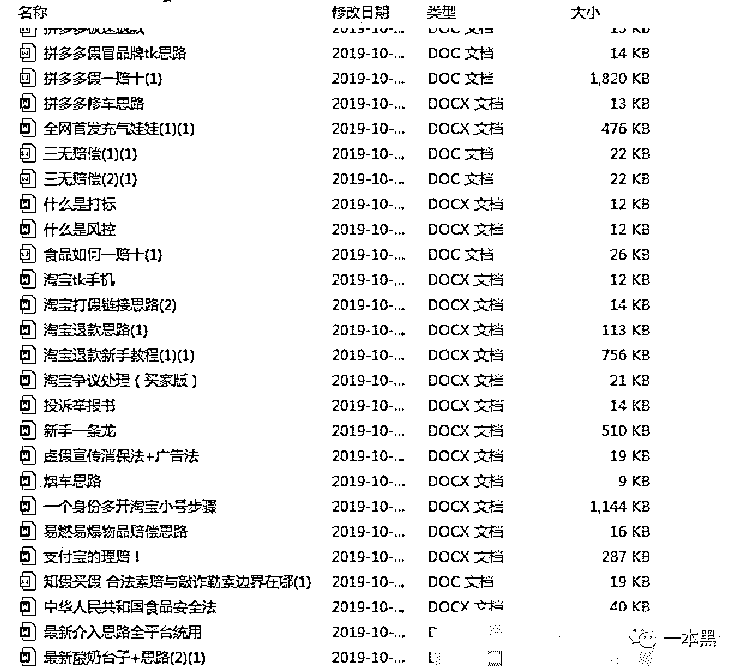 名称 修改日期 类型 大小
拼多多极速退款 2019-10-... DOC 文档 15 KB
拼多多假冒品牌tk思路 2019-10-... DOC 文档 14 KB
拼多多假一赔十(1) 2019-10-... DOC 文档 1,820 KB
拼多多修车思路 2019-10-... DOCX 文档 13 KB
全网首发充气娃娃(1)(1) 2019-10-... DOCX 文档 476 KB
三无赔偿(1)(1) 2019-10-... DOC 文档 22 KB
三无赔偿(2)(1) 2019-10-... DOC 文档 22 KB
什么是打标 2019-10-... DOCX 文档 12 KB
什么是风控 2019-10-... DOCX 文档 12 KB
食品如何一赔十(1) 2019-10-... DOC 文档 26 KB
淘宝tk手机 2019-10-... DOCX 文档 12 KB
淘宝打假链接思路(2) 2019-10-... DOCX 文档 14 KB
淘宝退款思路(1) 2019-10-... DOCX 文档 113 KB
淘宝退款新手教程(1)(1) 2019-10-... DOCX 文档 756 KB
淘宝争议处理（买家版） 2019-10-... DOCX 文档 21 KB
投诉举报书 2019-10-... DOCX 文档 14 KB
新手一条龙 2019-10-... DOCX 文档 510 KB
虚假宣传消保法+广告法 2019-10-... DOCX 文档 19 KB
烟车思路 2019-10-... DOCX 文档 9 KB
一个身份多开淘宝小号步骤 2019-10-... DOCX 文档 1,144 KB
易燃易爆物品赔偿思路 2019-10-... DOCX 文档 16 KB
支付宝的理赔！ 2019-10-... DOCX 文档 287 KB
知假买假 合法索赔与敲诈勒索边界在哪(1) 2019-10-... DOC 文档 19 KB
中华人民共和国食品安全法 2019-10-... DOCX 文档 40 KB
最新介入思路全平台统用 2019-10-...
最新酸奶台子+思路(2)(1) 2019-10-...
一本黑